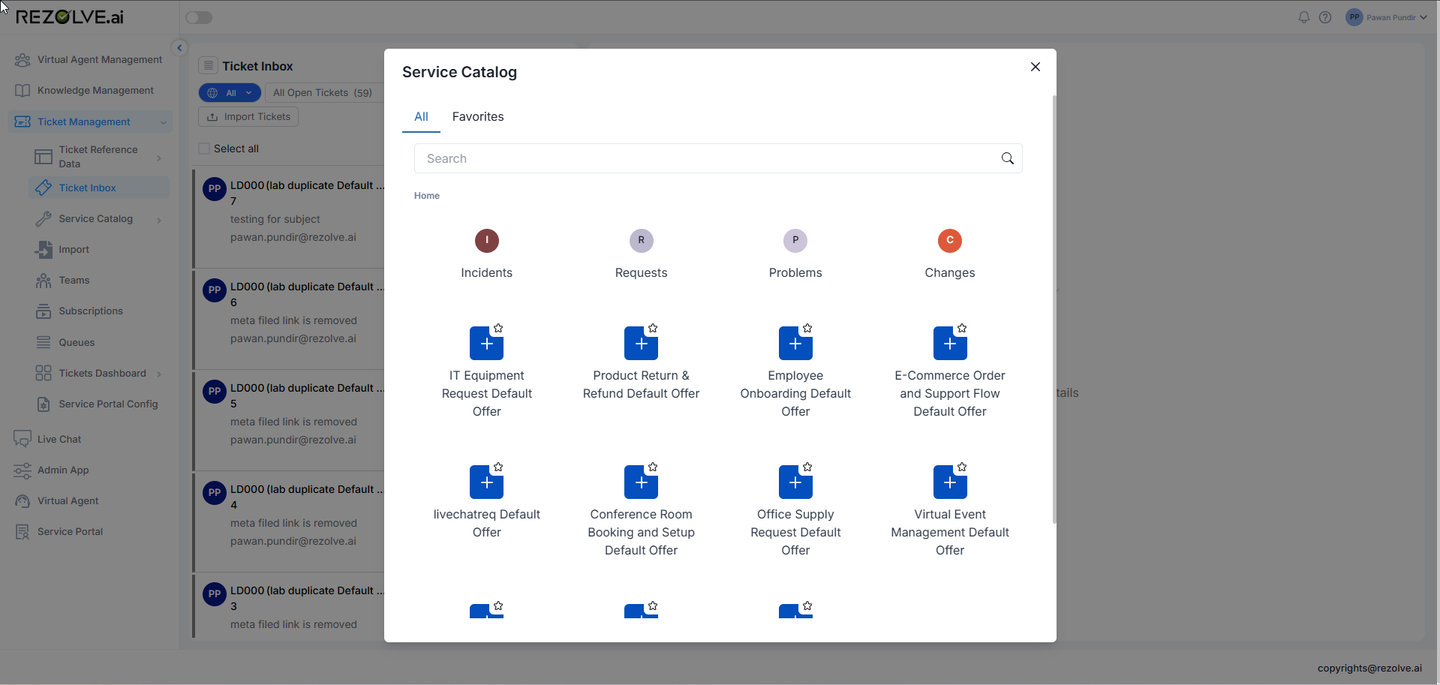 REZOLVE.ai
PP Pawan Pundir
Virtual Agent Management
Knowledge Management
Ticket Management
Ticket Reference
Data
Ticket Inbox
Service Catalog
Import
Teams
Subscriptions
Queues
Tickets Dashboard
Service Portal Config
Live Chat
Admin App
Virtual Agent
Service Portal
Ticket Inbox
All
All Open Tickets (59)
Import Tickets
Select all
PP
LD000 (lab duplicate Default ...
7
testing for subject
pawan.pundir@rezolve.ai
PP
LD000 (lab duplicate Default ...
6
meta filed link is removed
pawan.pundir@rezolve.ai
PP
LD000 (lab duplicate Default ...
5
meta filed link is removed
pawan.pundir@rezolve.ai
PP
LD000 (lab duplicate Default ...
4
meta filed link is removed
pawan.pundir@rezolve.ai
PP
LD000 (lab duplicate Default ...
3
meta filed link is removed
Service Catalog
All
Favorites
Search
Home
I
Incidents
R
Requests
P
Problems
C
Changes
IT Equipment
Request Default
Offer
Product Return &
Refund Default Offer
Employee
Onboarding Default
Offer
E-Commerce Order
and Support Flow
Default Offer
livechatreq Default
Offer
Conference Room
Booking and Setup
Default Offer
Office Supply
Request Default
Offer
Virtual Event
Management Default
Offer
copyrights@rezolve.ai